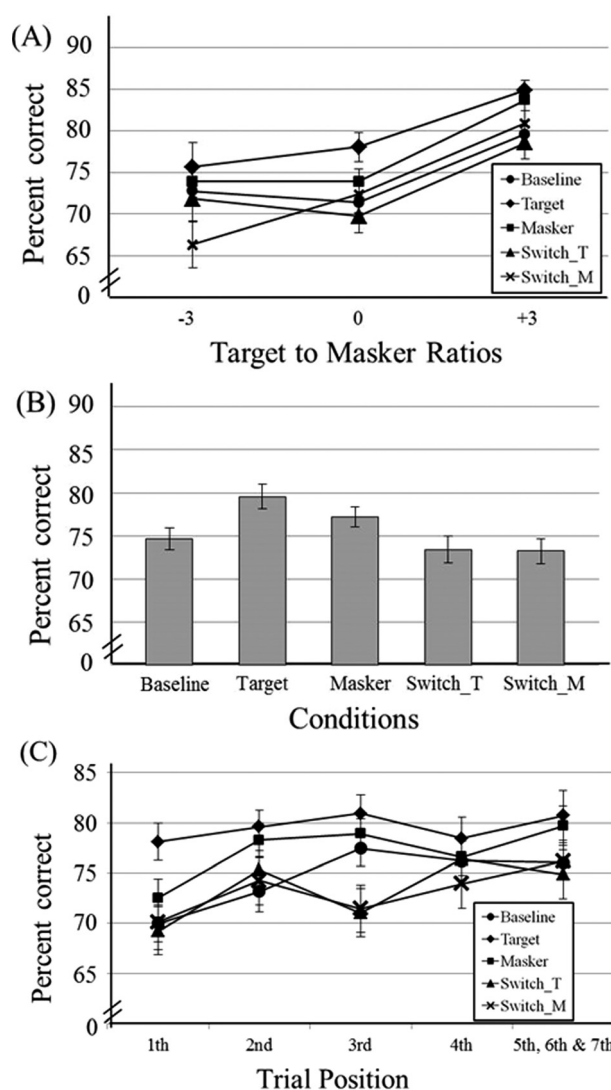 (A)
Percent correct
90
85
80
75
70
65
0
-3
0
+3
Target to Masker Ratios
Baseline
Target
Masker
Switch_T
Switch_M
(B)
Percent correct
90
85
80
75
70
65
0
Baseline
Target
Masker
Switch_T
Switch_M
Conditions
(C)
Percent correct
85
80
75
70
65
0
1th
2nd
3rd
4th
5th, 6th & 7th
Trial Position
Baseline
Target
Masker
Switch_T
Switch_M